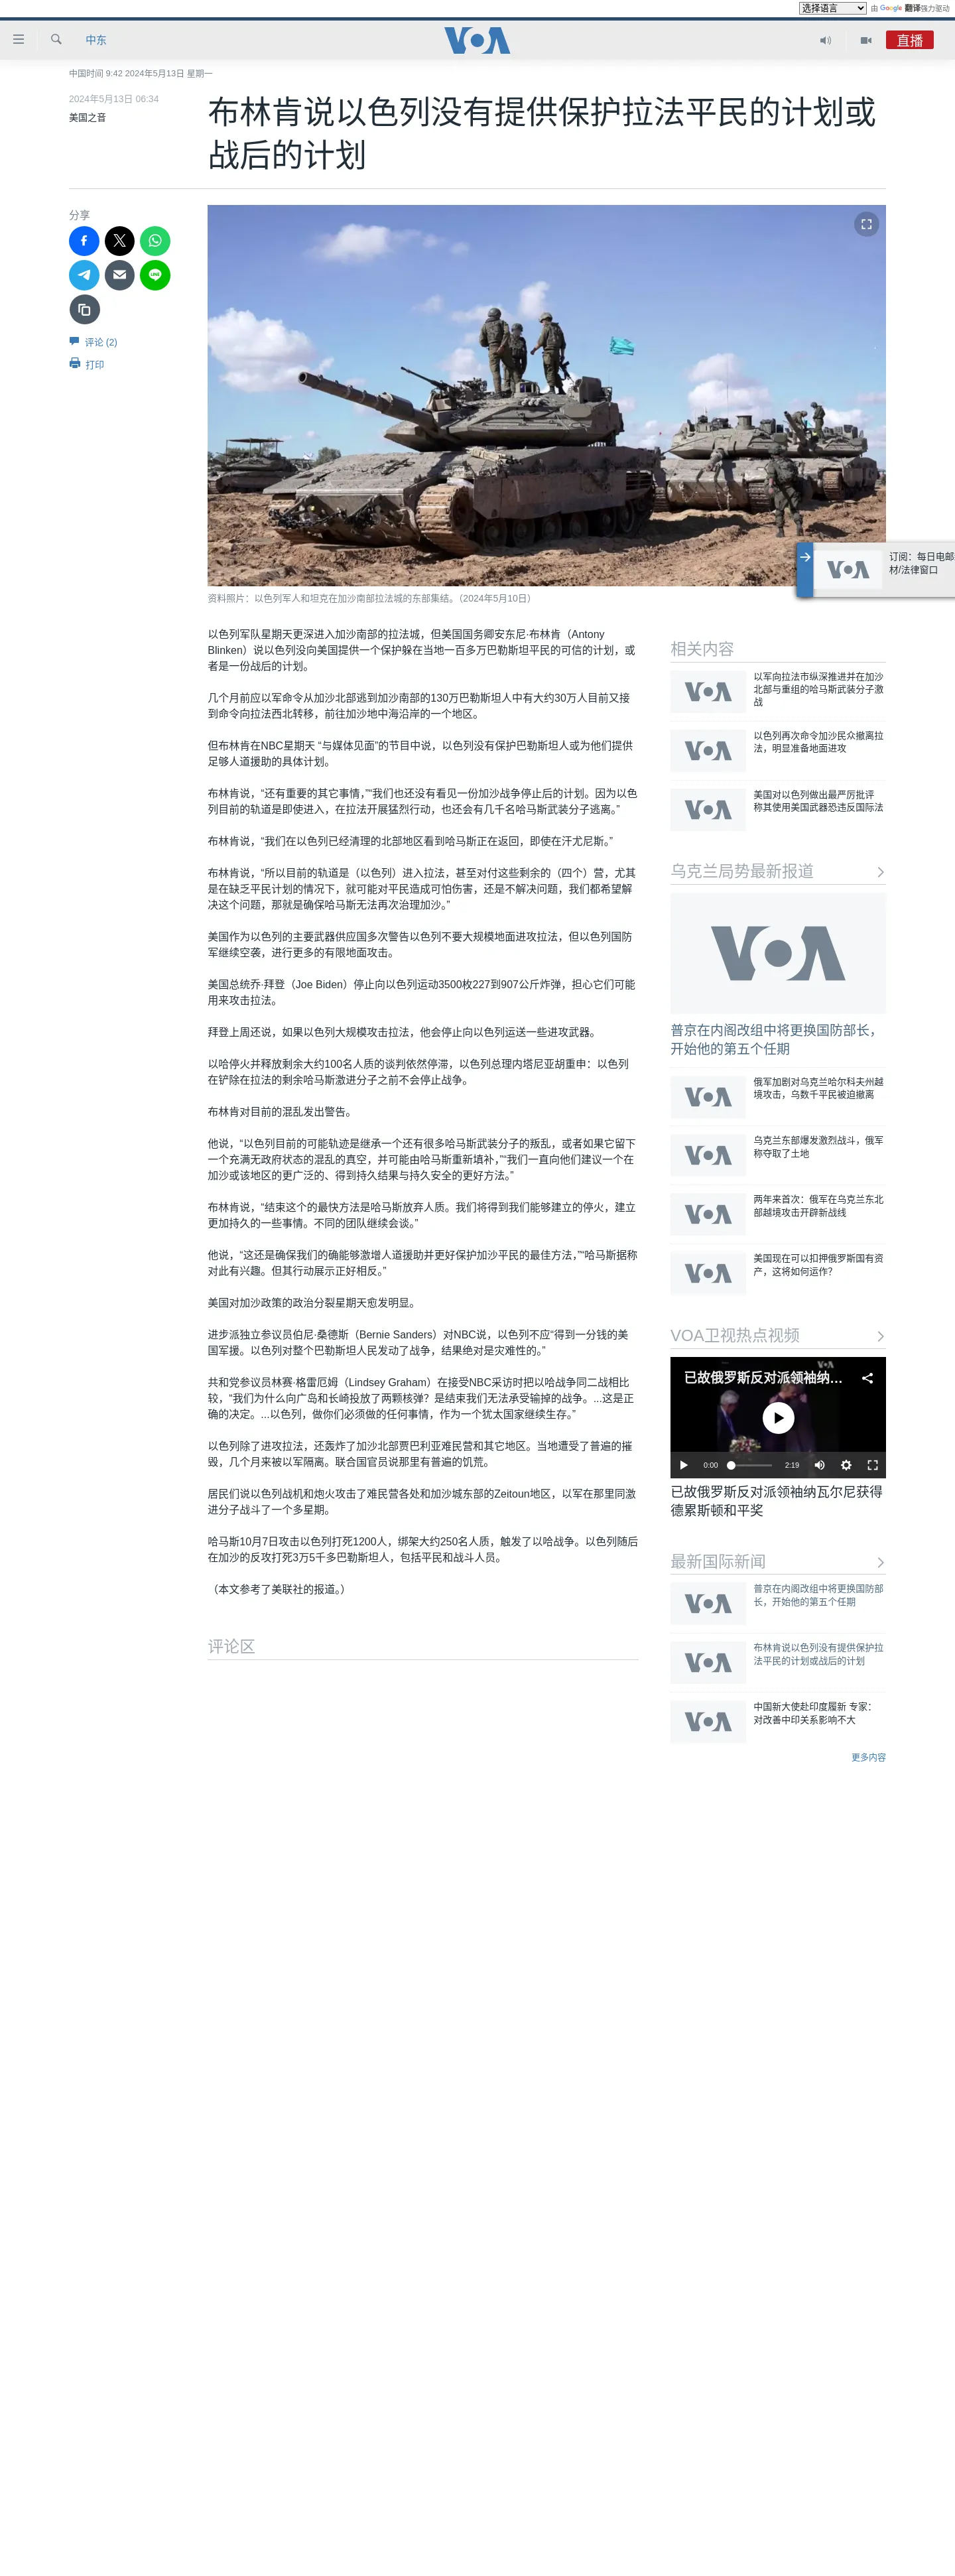 选择语言 由 Google 翻译强力驱动
中东
VOA
直播
中国时间 9:42 2024年5月13日 星期一
2024年5月13日 06:34
美国之音
布林肯说以色列没有提供保护拉法平民的计划或
战后的计划
分享
评论 (2)
打印
资料照片：以色列军人和坦克在加沙南部拉法城的东部集结。（2024年5月10日）
VOA
订阅：每日电邮
材/法律窗口
以色列军队星期天更深进入加沙南部的拉法城，但美国国务卿安东尼·布林肯（Antony
Blinken）说以色列没向美国提供一个保护躲在当地一百多万巴勒斯坦平民的可信的计划，或
者是一份战后的计划。
几个月前应以军命令从加沙北部逃到加沙南部的130万巴勒斯坦人中有大约30万人目前又接
到命令向拉法西北转移，前往加沙地中海沿岸的一个地区。
但布林肯在NBC星期天 “与媒体见面”的节目中说，以色列没有保护巴勒斯坦人或为他们提供
足够人道援助的具体计划。
布林肯说，“还有重要的其它事情，”“我们也还没有看见一份加沙战争停止后的计划。因为以色
列目前的轨道是即使进入，在拉法开展猛烈行动，也还会有几千名哈马斯武装分子逃离。”
布林肯说，“我们在以色列已经清理的北部地区看到哈马斯正在返回，即使在汗尤尼斯。”
布林肯说，“所以目前的轨道是（以色列）进入拉法，甚至对付这些剩余的（四个）营，尤其
是在缺乏平民计划的情况下，就可能对平民造成可怕伤害，还是不解决问题，我们都希望解
决这个问题，那就是确保哈马斯无法再次治理加沙。”
美国作为以色列的主要武器供应国多次警告以色列不要大规模地面进攻拉法，但以色列国防
军继续空袭，进行更多的有限地面攻击。
美国总统乔·拜登（Joe Biden）停止向以色列运动3500枚227到907公斤炸弹，担心它们可能
用来攻击拉法。
拜登上周还说，如果以色列大规模攻击拉法，他会停止向以色列运送一些进攻武器。
以哈停火并释放剩余大约100名人质的谈判依然停滞，以色列总理内塔尼亚胡重申：以色列
在铲除在拉法的剩余哈马斯激进分子之前不会停止战争。
布林肯对目前的混乱发出警告。
他说，“以色列目前的可能轨迹是继承一个还有很多哈马斯武装分子的叛乱，或者如果它留下
一个充满无政府状态的混乱的真空，并可能由哈马斯重新填补，”“我们一直向他们建议一个在
加沙或该地区的更广泛的、得到持久结果与持久安全的更好方法。”
布林肯说，“结束这个的最快方法是哈马斯放弃人质。我们将得到我们能够建立的停火，建立
更加持久的一些事情。不同的团队继续会谈。”
他说，“这还是确保我们的确能够激增人道援助并更好保护加沙平民的最佳方法，”“哈马斯据称
对此有兴趣。但其行动展示正好相反。”
美国对加沙政策的政治分裂星期天愈发明显。
进步派独立参议员伯尼·桑德斯（Bernie Sanders）对NBC说，以色列不应“得到一分钱的美
国军援。以色列对整个巴勒斯坦人民发动了战争，结果绝对是灾难性的。”
共和党参议员林赛·格雷厄姆（Lindsey Graham）在接受NBC采访时把以哈战争同二战相比
较，“我们为什么向广岛和长崎投放了两颗核弹？是结束我们无法承受输掉的战争。...这是正
确的决定。...以色列，做你们必须做的任何事情，作为一个犹太国家继续生存。”
以色列除了进攻拉法，还轰炸了加沙北部贾巴利亚难民营和其它地区。当地遭受了普遍的摧
毁，几个月来被以军隔离。联合国官员说那里有普遍的饥荒。
居民们说以色列战机和炮火攻击了难民营各处和加沙城东部的Zeitoun地区，以军在那里同激
进分子战斗了一个多星期。
哈马斯10月7日攻击以色列打死1200人，绑架大约250名人质，触发了以哈战争。以色列随后
在加沙的反攻打死3万5千多巴勒斯坦人，包括平民和战斗人员。
（本文参考了美联社的报道。）
评论区
相关内容
VOA
以军向拉法市纵深推进并在加沙
北部与重组的哈马斯武装分子激
战
VOA
以色列再次命令加沙民众撤离拉
法，明显准备地面进攻
VOA
美国对以色列做出最严厉批评
称其使用美国武器恐违反国际法
乌克兰局势最新报道
VOA
普京在内阁改组中将更换国防部长，
开始他的第五个任期
VOA
俄军加剧对乌克兰哈尔科夫州越
境攻击，乌数千平民被迫撤离
VOA
乌克兰东部爆发激烈战斗，俄军
称夺取了土地
VOA
两年来首次：俄军在乌克兰东北
部越境攻击开辟新战线
VOA
美国现在可以扣押俄罗斯国有资
产，这将如何运作？
VOA卫视热点视频
VOA
已故俄罗斯反对派领袖纳...
0:00 2:19
已故俄罗斯反对派领袖纳瓦尔尼获得
德累斯顿和平奖
最新国际新闻
VOA
普京在内阁改组中将更换国防部
长，开始他的第五个任期
VOA
布林肯说以色列没有提供保护拉
法平民的计划或战后的计划
VOA
中国新大使赴印度履新 专家：
对改善中印关系影响不大
更多内容